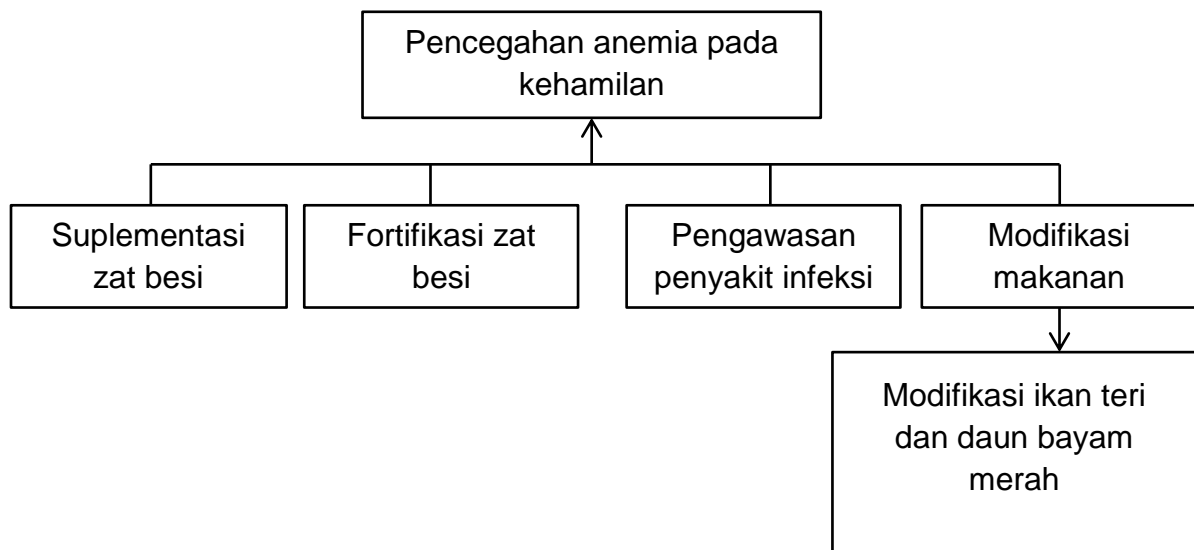 Pencegahan anemia pada
kehamilan
Suplementasi
zat besi
Fortifikasi zat
besi
Pengawasan
penyakit infeksi
Modifikasi
makanan
Modifikasi ikan teri
dan daun bayam
merah